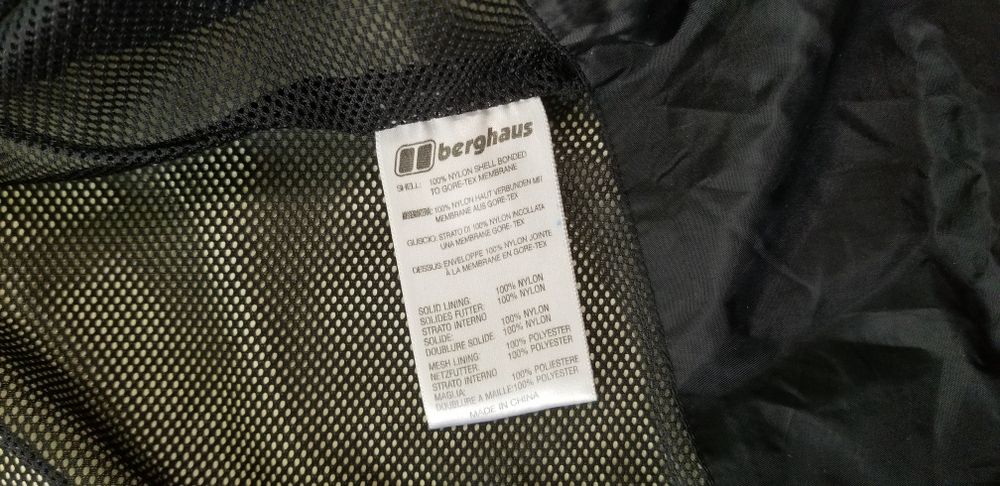 berghaus
SHELL: 100% NYLON SHELL BONDED
TO GORE-TEX MEMBRANE
100% NYLON HAUT VERBUNDEN MIT
MEMBRANE AUS GORE-TEX
GUSCIO: STRATO DI 100% NYLON INCOLLATA
UNA MEMBRANE GORE-TEX
DESSUS: ENVELOPPE 100% NYLON JOINTE
À LA MEMBRANE EN GORE-TEX
SOLID LINING: 100% NYLON
SOLIDES FUTTER: 100% NYLON
STRATO INTERNO
SOLIDE: 100% NYLON
DOUBLURE SOLIDE 100% NYLON
MESH LINING: 100% POLYESTER
NETZFUTTER: 100% POLYESTER
STRATO INTERNO
MAGLIA: 100% POLIESTERE
DOUBLURE A MAILLE: 100% POLYESTER
MADE IN CHINA